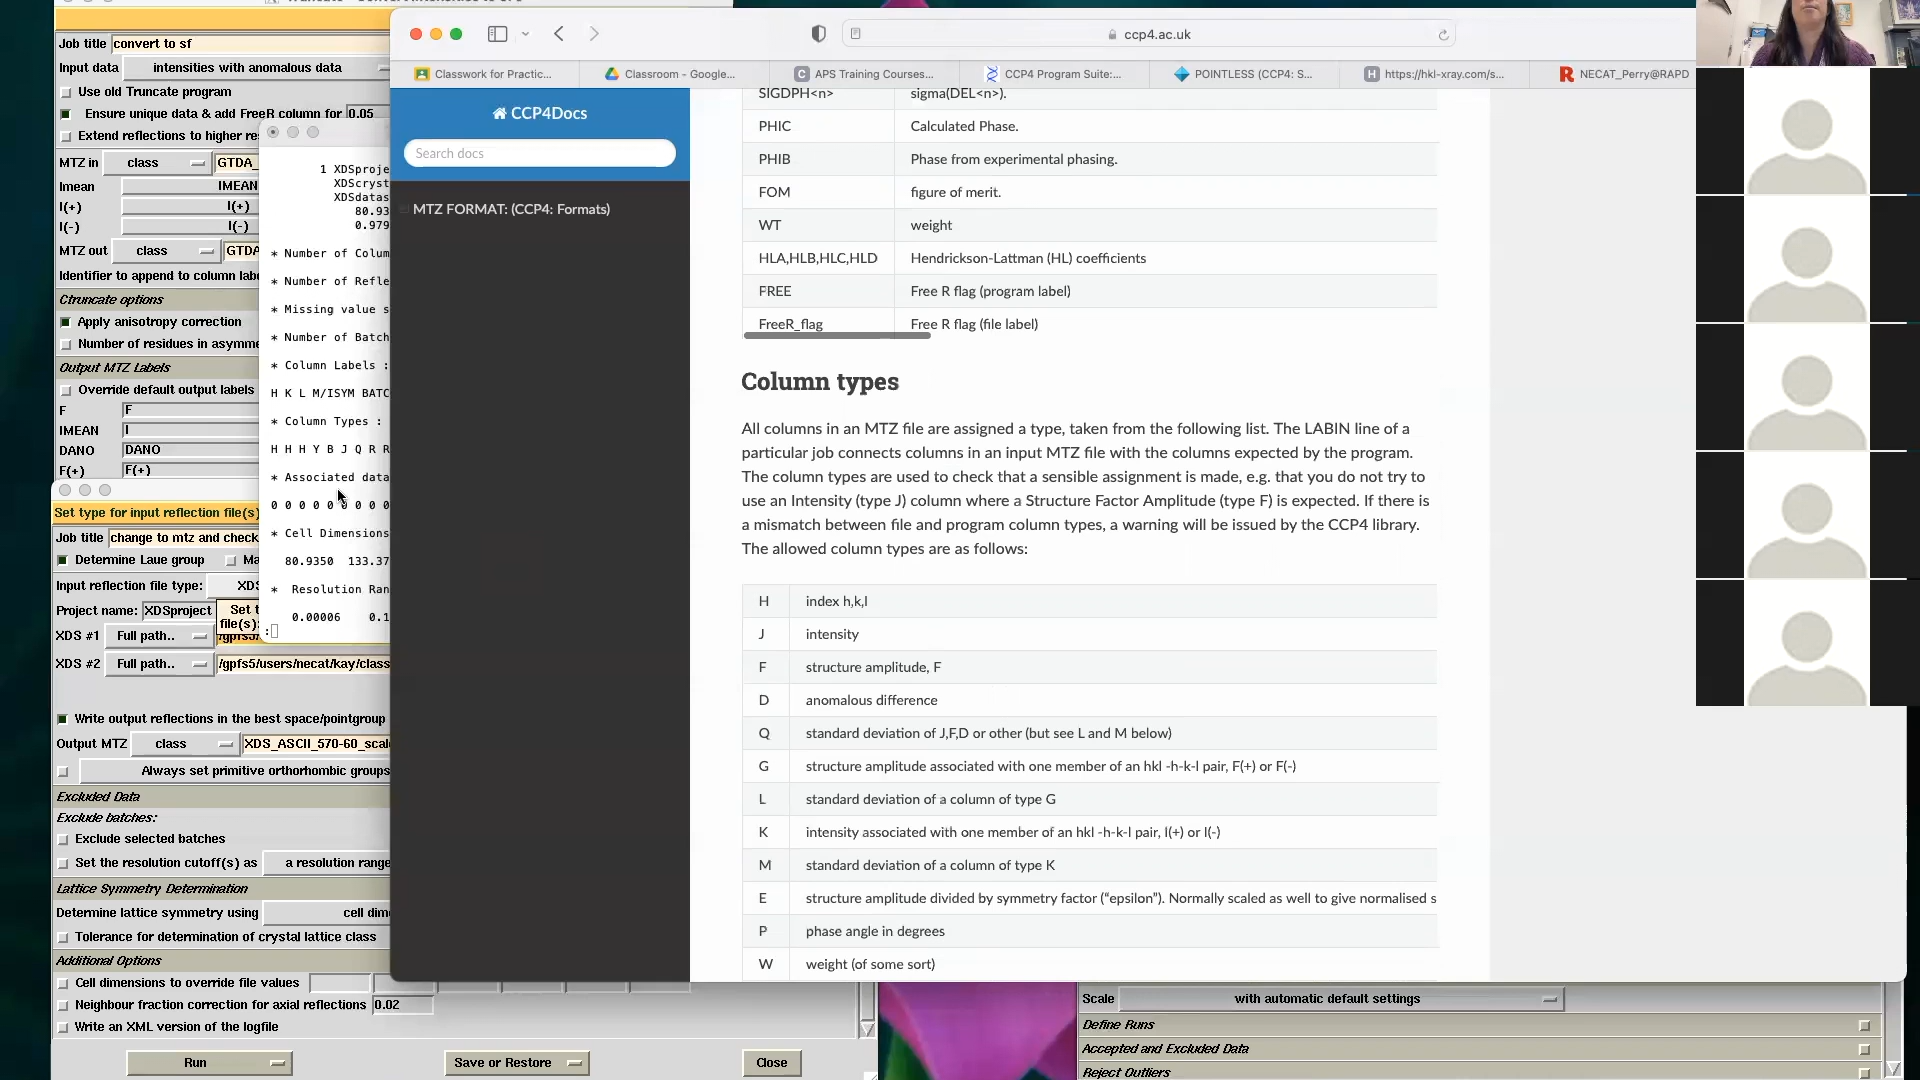 Job title convert to sf
Input data intensities with anomalous data
Use old Truncate program
Ensure unique data & add FreeR column for 0.05
Extend reflections to higher re
MTZ in class GTDA_
Imean IMEAN
I(+) I(+)
I(-) I(-)
MTZ out class GTDA
Identifier to append to column labe
Ctruncate options
Apply anisotropy correction
Number of residues in asymme
Output MTZ Labels
Override default output labels
F F
IMEAN I
DANO DANO
F(+) F(+)
1 XDSproje
XDScryst
XDSdatas
80.93
0.979
* Number of Colum
* Number of Refle
* Missing value s
* Number of Batch
* Column Labels :
H K L M/ISYM BATC
* Column Types :
H H H Y B J Q R R
* Associated data
0 0 0 0 0 0 0 0 0
* Cell Dimensions
80.9350 133.37
* Resolution Ran
0.00006 0.1
:
Set type for input reflection file(s)
Job title change to mtz and check
Determine Laue group Ma
Input reflection file type: XDS
Project name: XDSproject Set t
file(s)
XDS #1 Full path.. /gpfs5/
XDS #2 Full path.. /gpfs5/users/necat/kay/class
Write output reflections in the best space/pointgroup
Output MTZ class XDS_ASCII_570-60_scal
Always set primitive orthorhombic groups
Excluded Data
Exclude batches:
Exclude selected batches
Set the resolution cutoff(s) as a resolution range
Lattice Symmetry Determination
Determine lattice symmetry using cell dim
Tolerance for determination of crystal lattice class
Additional Options
Cell dimensions to override file values
Neighbour fraction correction for axial reflections 0.02
Write an XML version of the logfile
Run Save or Restore Close
ccp4.ac.uk
Classwork for Practic... Classroom - Google... APS Training Courses... CCP4 Program Suite:... POINTLESS (CCP4: S... https://hkl-xray.com/s... NECAT_Perry@RAPD
CCP4Docs
Search docs
MTZ FORMAT: (CCP4: Formats)
SIGDPH<n> sigma(DEL<n>).
PHIC Calculated Phase.
PHIB Phase from experimental phasing.
FOM figure of merit.
WT weight
HLA,HLB,HLC,HLD Hendrickson-Lattman (HL) coefficients
FREE Free R flag (program label)
FreeR_flag Free R flag (file label)
Column types
All columns in an MTZ file are assigned a type, taken from the following list. The LABIN line of a
particular job connects columns in an input MTZ file with the columns expected by the program.
The column types are used to check that a sensible assignment is made, e.g. that you do not try to
use an Intensity (type J) column where a Structure Factor Amplitude (type F) is expected. If there is
a mismatch between file and program column types, a warning will be issued by the CCP4 library.
The allowed column types are as follows:
H index h,k,l
J intensity
F structure amplitude, F
D anomalous difference
Q standard deviation of J,F,D or other (but see L and M below)
G structure amplitude associated with one member of an hkl -h-k-l pair, F(+) or F(-)
L standard deviation of a column of type G
K intensity associated with one member of an hkl -h-k-l pair, I(+) or I(-)
M standard deviation of a column of type K
E structure amplitude divided by symmetry factor (“epsilon”). Normally scaled as well to give normalised s
P phase angle in degrees
W weight (of some sort)
Scale with automatic default settings
Define Runs
Accepted and Excluded Data
Reject Outliers